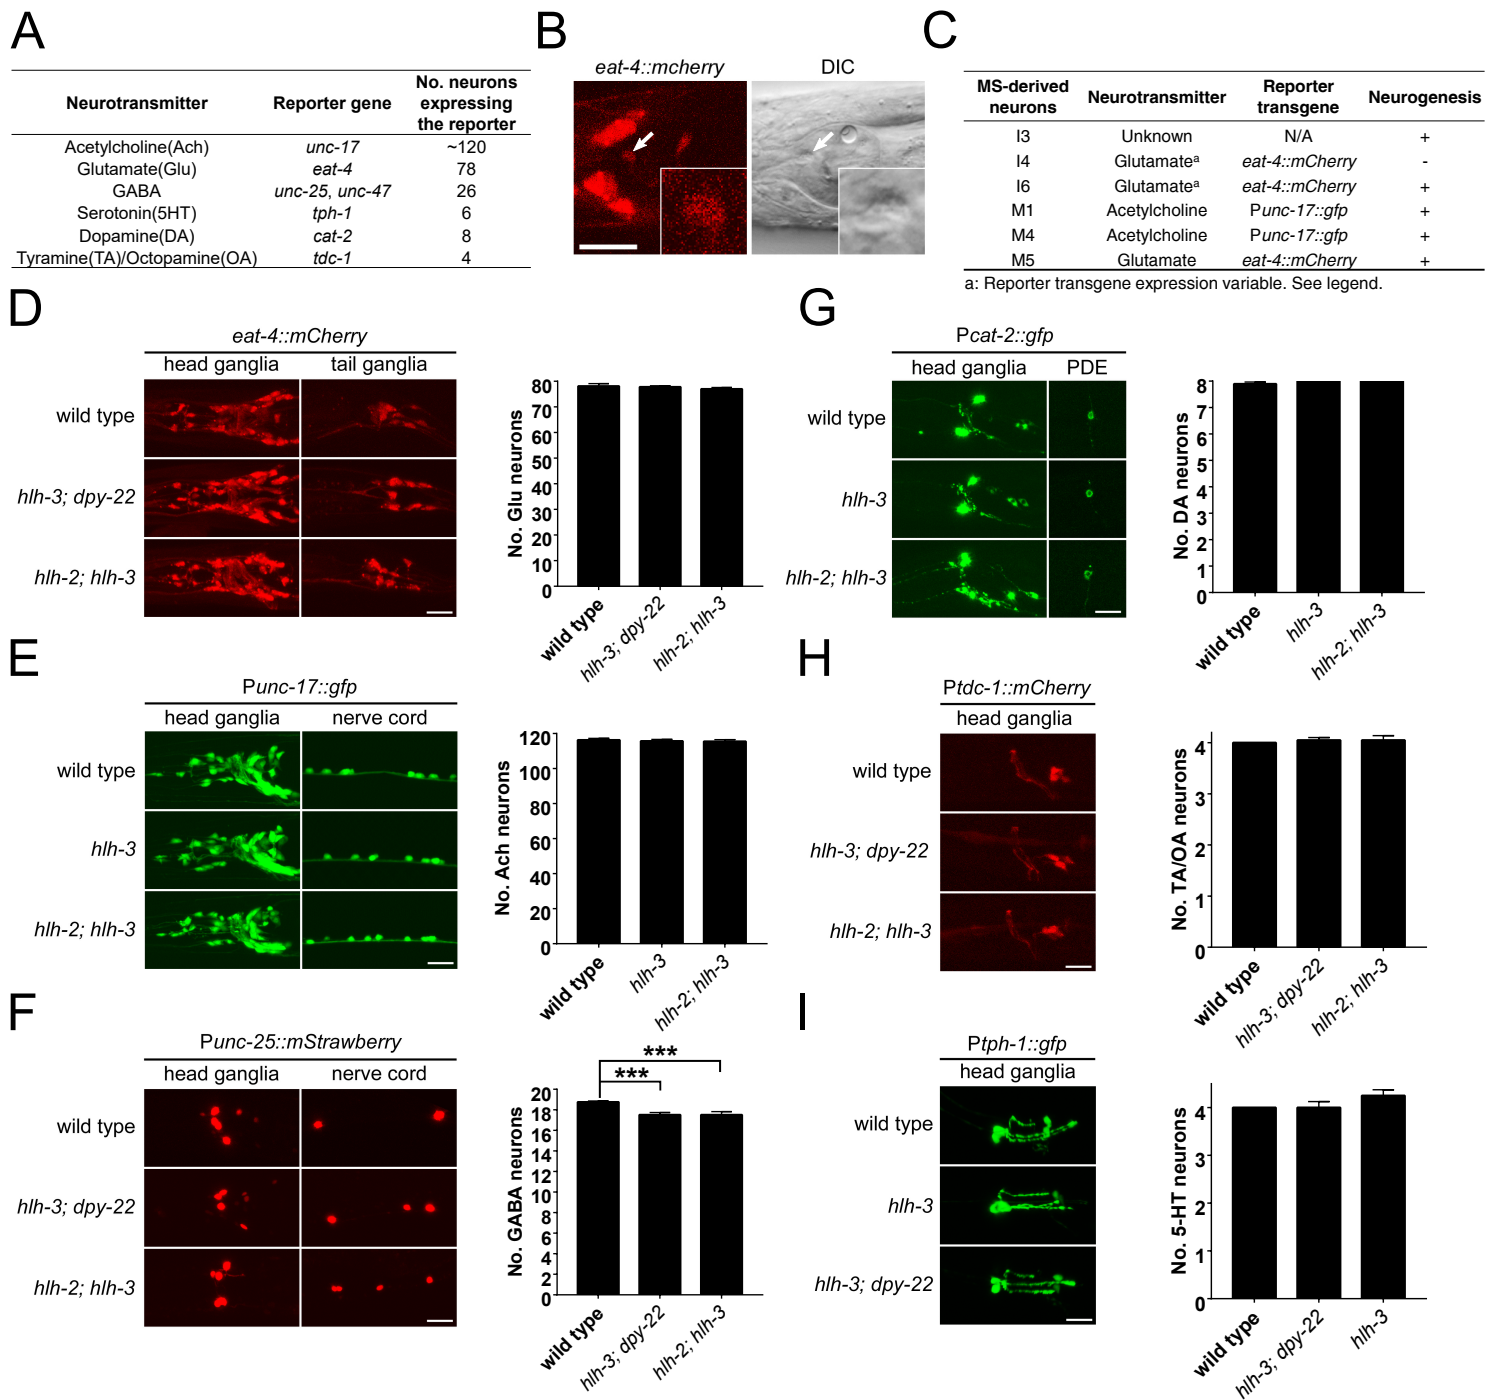 A
Neurotransmitter Reporter gene No. neurons expressing the reporter
Acetylcholine(Ach) unc-17 ~120
Glutamate(Glu) eat-4 78
GABA unc-25, unc-47 26
Serotonin(5HT) tph-1 6
Dopamine(DA) cat-2 8
Tyramine(TA)/Octopamine(OA) tdc-1 4
B
eat-4::mcherry DIC
C
MS-derived neurons Neurotransmitter Reporter transgene Neurogenesis
I3 Unknown N/A +
I4 Glutamateᵃ eat-4::mCherry -
I6 Glutamateᵃ eat-4::mCherry +
M1 Acetylcholine Punc-17::gfp +
M4 Acetylcholine Punc-17::gfp +
M5 Glutamate eat-4::mCherry +
a: Reporter transgene expression variable. See legend.
D
eat-4::mCherry
head ganglia tail ganglia
wild type
hlh-3; dpy-22
hlh-2; hlh-3
No. Glu neurons
80
70
60
50
40
30
20
10
0
wild type
hlh-3; dpy-22
hlh-2; hlh-3
E
Punc-17::gfp
head ganglia nerve cord
wild type
hlh-3
hlh-2; hlh-3
No. Ach neurons
120
100
80
60
40
20
0
wild type
hlh-3
hlh-2; hlh-3
F
Punc-25::mStrawberry
head ganglia nerve cord
wild type
hlh-3; dpy-22
hlh-2; hlh-3
No. GABA neurons
20
18
16
14
12
10
8
6
4
2
0
***
***
wild type
hlh-3; dpy-22
hlh-2; hlh-3
G
Pcat-2::gfp
head ganglia PDE
wild type
hlh-3
hlh-2; hlh-3
No. DA neurons
8
7
6
5
4
3
2
1
0
wild type
hlh-3
hlh-2; hlh-3
H
Ptdc-1::mCherry
head ganglia
wild type
hlh-3; dpy-22
hlh-2; hlh-3
No. TA/OA neurons
4
3
2
1
0
wild type
hlh-3; dpy-22
hlh-2; hlh-3
I
Ptph-1::gfp
head ganglia
wild type
hlh-3
hlh-3; dpy-22
No. 5-HT neurons
4
4
2
1
0
wild type
hlh-3; dpy-22
hlh-3